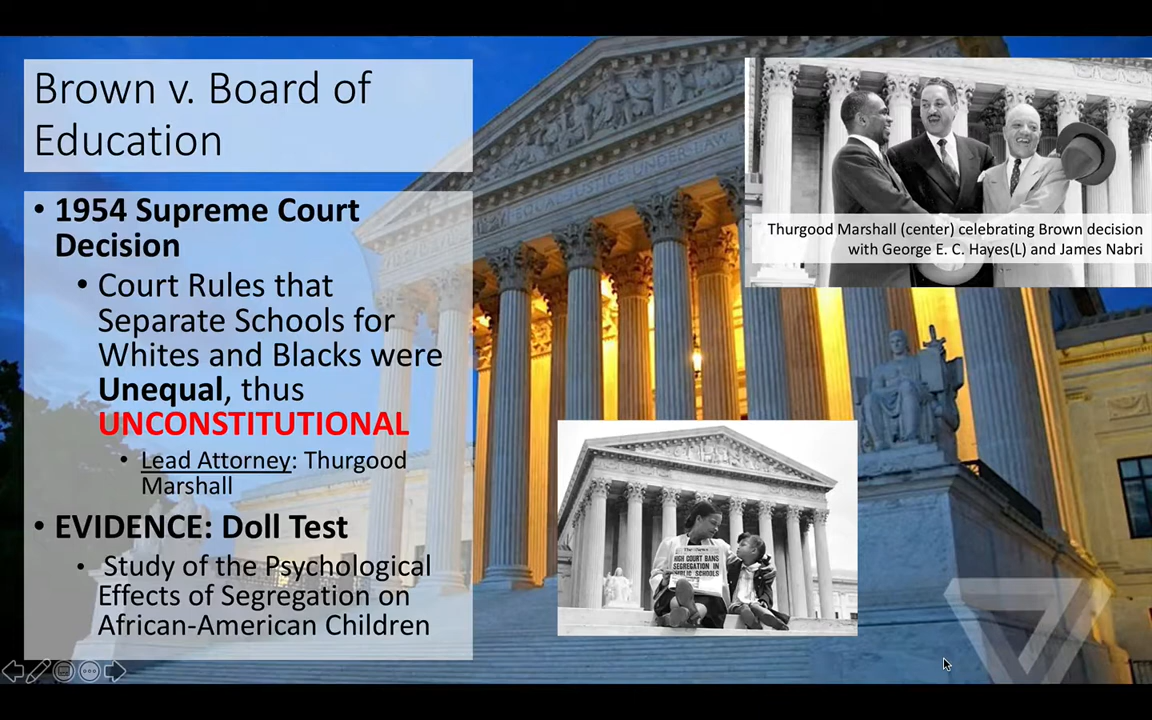 Brown v. Board of
Education
• 1954 Supreme Court
Decision
• Court Rules that
Separate Schools for
Whites and Blacks were
Unequal, thus
UNCONSTITUTIONAL
• Lead Attorney: Thurgood
Marshall
• EVIDENCE: Doll Test
• Study of the Psychological
Effects of Segregation on
African-American Children
EQUAL JUSTICE UNDER LAW
Thurgood Marshall (center) celebrating Brown decision
with George E. C. Hayes(L) and James Nabri
HIGH COURT BANS
SEGREGATION IN
PUBLIC SCHOOLS